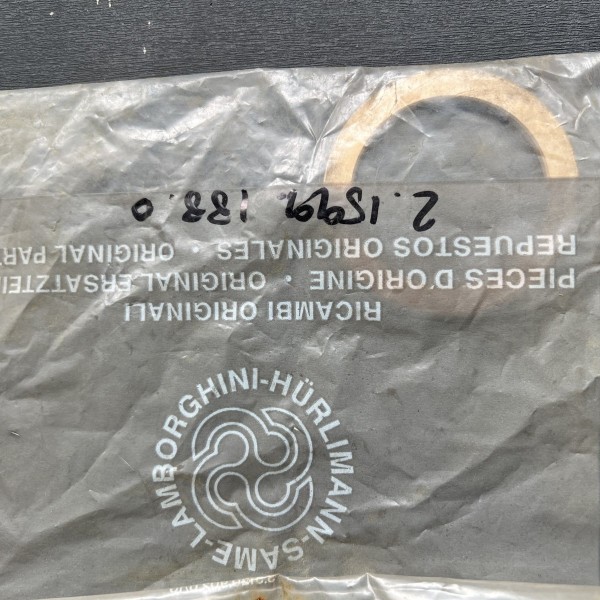 SAME-LAMBORGHINI-HÜRLIMANN-
RICAMBI ORIGINALI
PIECES D'ORIGINE · ORIGINAL ERSATZTEI
REPUESTOS ORIGINALES · ORIGINAL PAR
2.1599.188.0